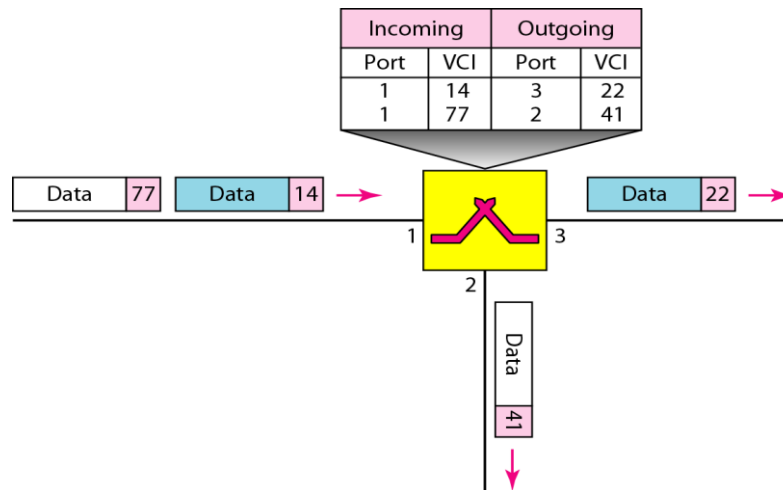 Incoming Outgoing
Port VCI Port VCI
1 14 3 22
1 77 2 41
Data 77 Data 14 Data 22
1 3
2
Data
41